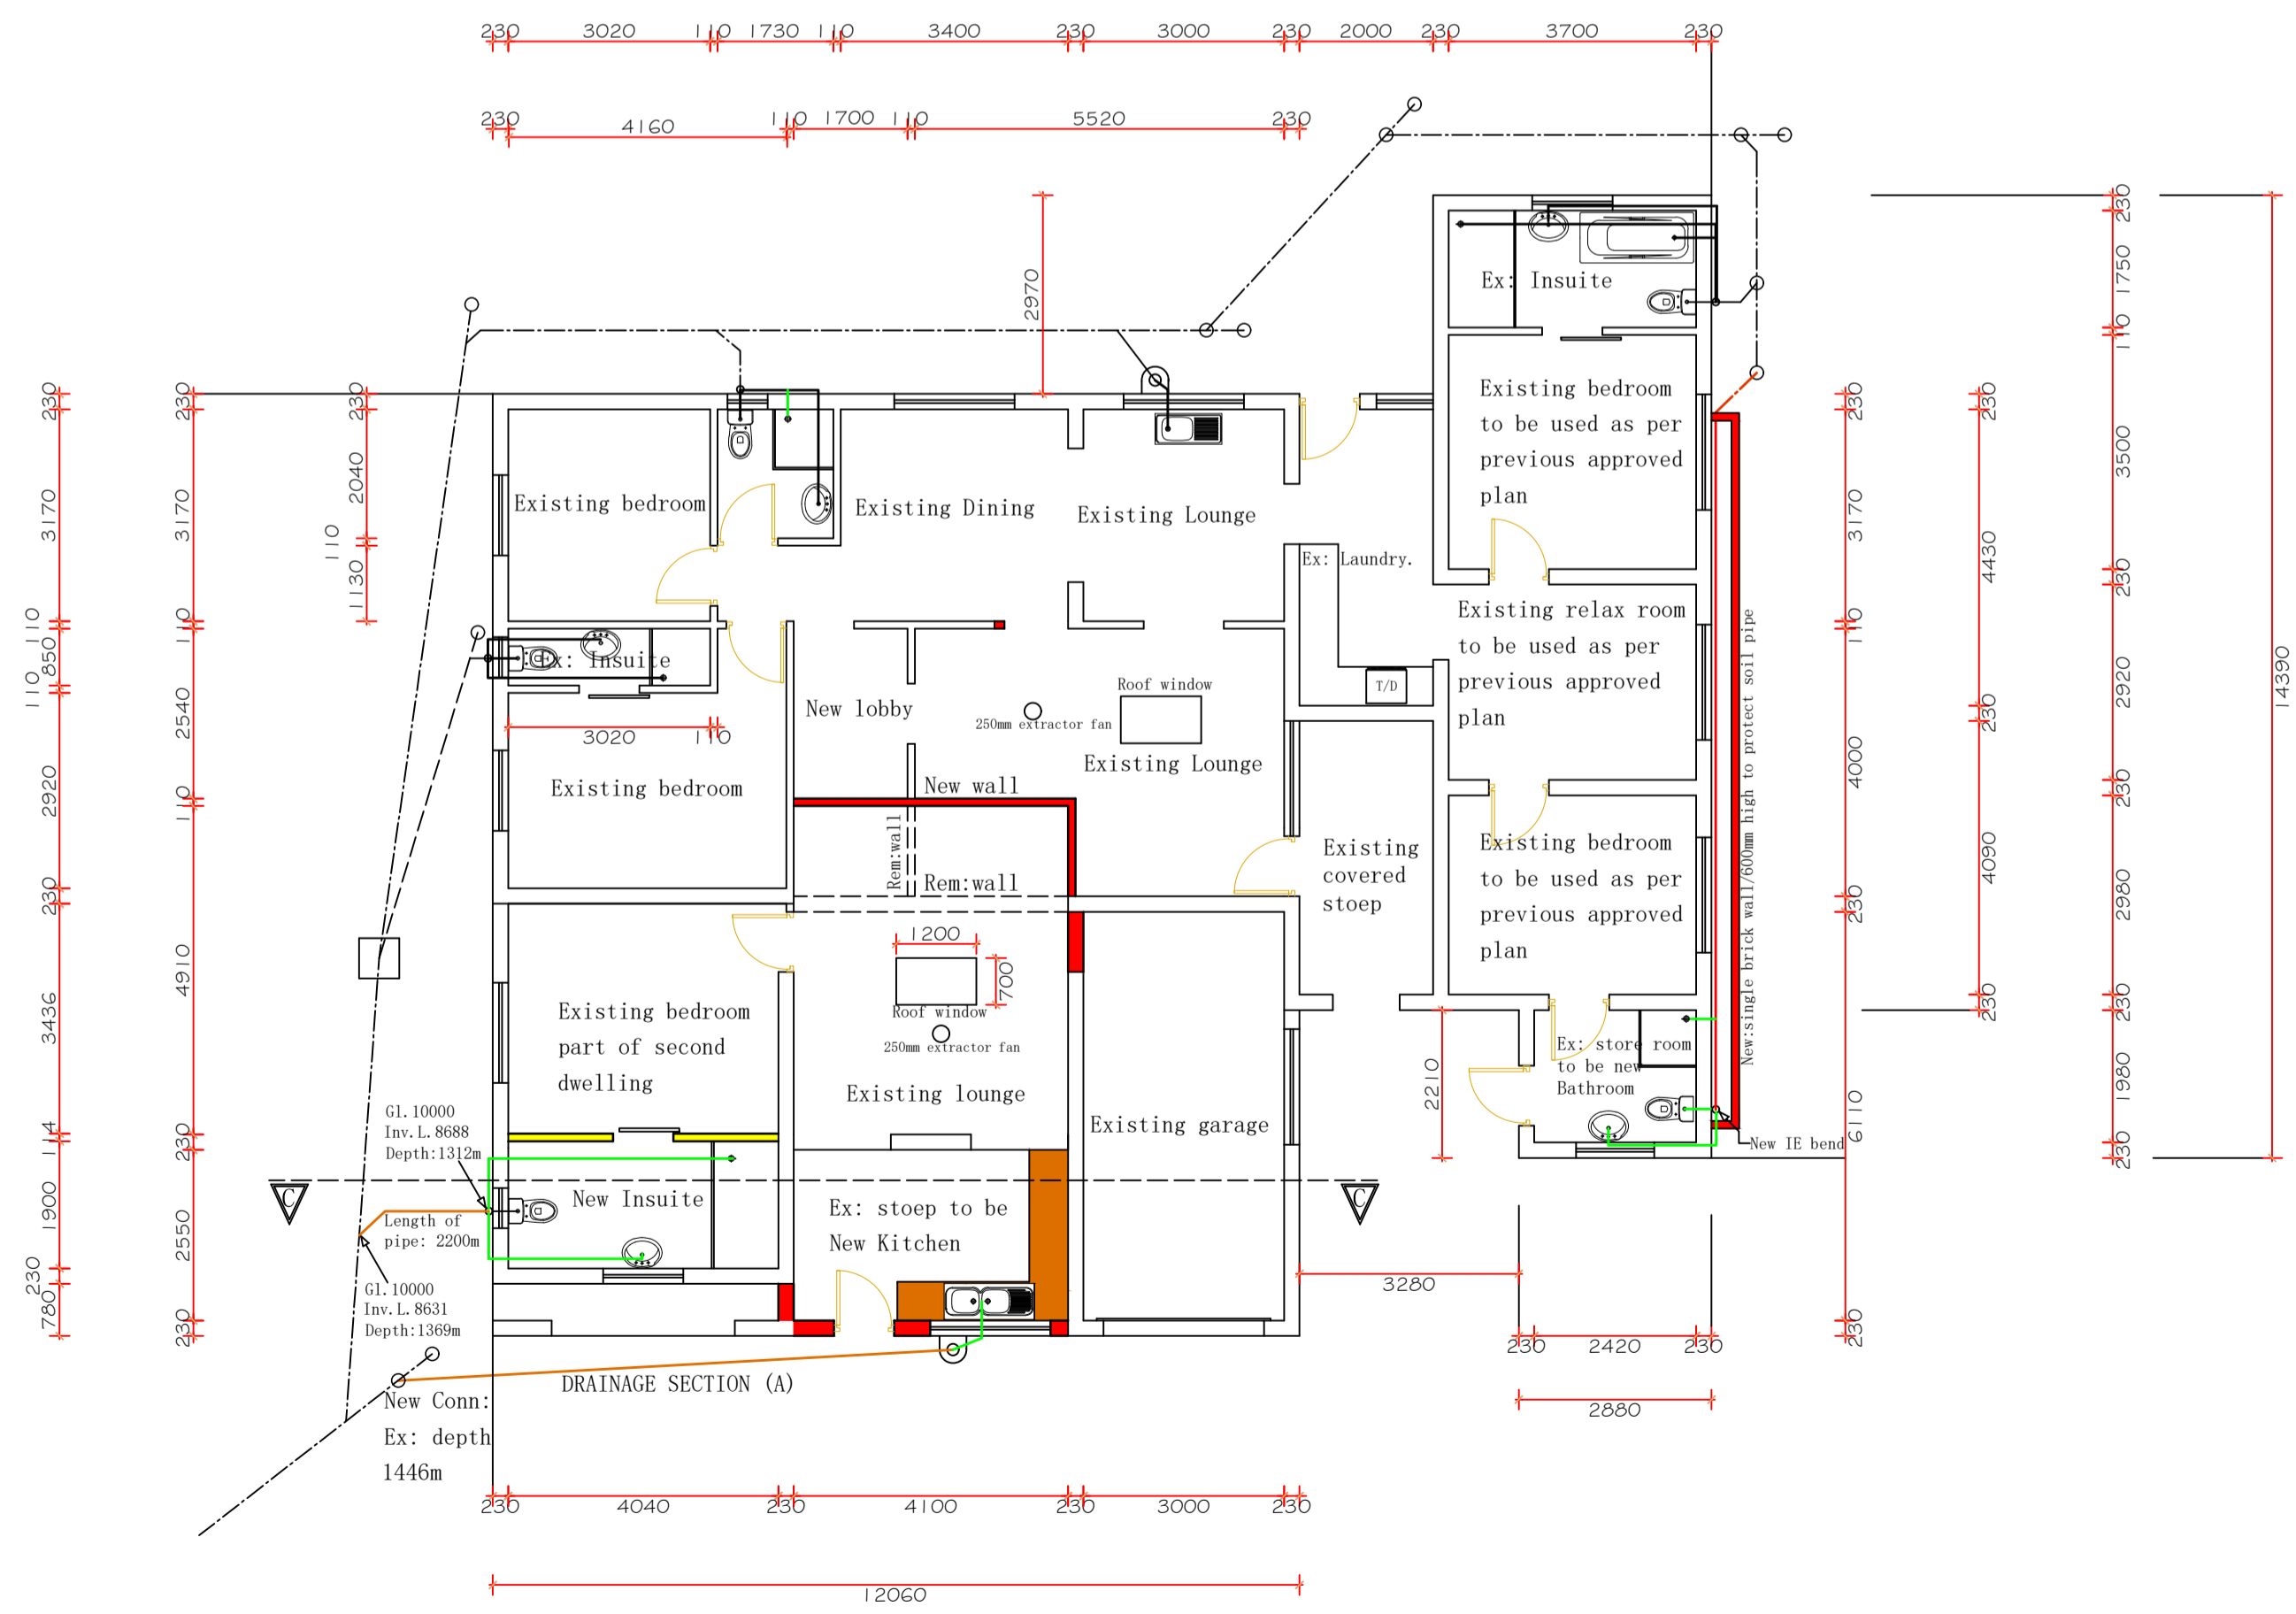 230 3020 110 1730 110 3400 230 3000 230 2000 230 3700 230
230 4160 110 1700 110 5520 230
2970
230
3170
110
850
110
2920
230
3436
114
1900
230
780
230
3170
110
2540
110
4910
230
2550
230
230
2040
110
1130
Ex: Insuite
Existing bedroom
to be used as per
previous approved
plan
Existing bedroom
Existing Dining
Existing Lounge
Ex: Laundry.
T/D
Existing relax room
to be used as per
previous approved
plan
Ex: Insuite
3020 110
Existing bedroom
New lobby
250mm extractor fan
Roof window
Existing Lounge
New wall
Rem:wall
Rem:wall
Existing
covered
stoep
Existing bedroom
to be used as per
previous approved
plan
New:single brick wall/600mm high to protect soil pipe
1200
700
Roof window
250mm extractor fan
Existing lounge
Existing bedroom
part of second
dwelling
Existing garage
Ex: store room
to be new
Bathroom
New IE bend
2210
Gl.10000
Inv.L.8688
Depth:1312m
C
C
New Insuite
Ex: stoep to be
New Kitchen
Length of
pipe: 2200m
Gl.10000
Inv.L.8631
Depth:1369m
3280
DRAINAGE SECTION (A)
New Conn:
Ex: depth
1446m
230 2420 230
2880
230 4040 230 4100 230 3000 230
12060
230
3170
110
4000
230
6110
230
230
4430
230
4090
230
230
1750
110
3500
230
2920
230
2980
230
1980
230
14390